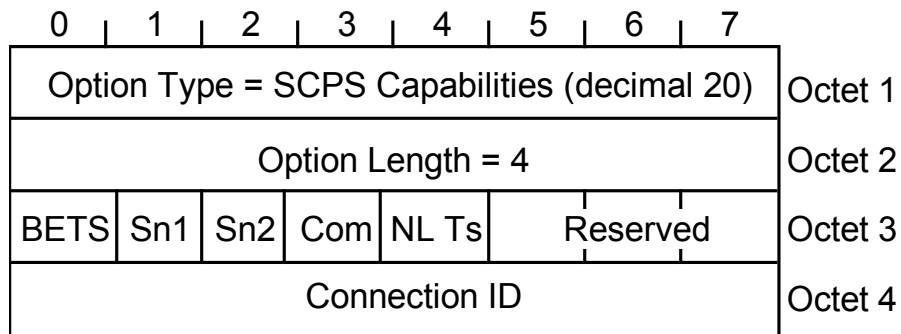 0 1 2 3 4 5 6 7
Option Type = SCPS Capabilities (decimal 20) Octet 1
Option Length = 4 Octet 2
BETS Sn1 Sn2 Com NL Ts Reserved Octet 3
Connection ID Octet 4